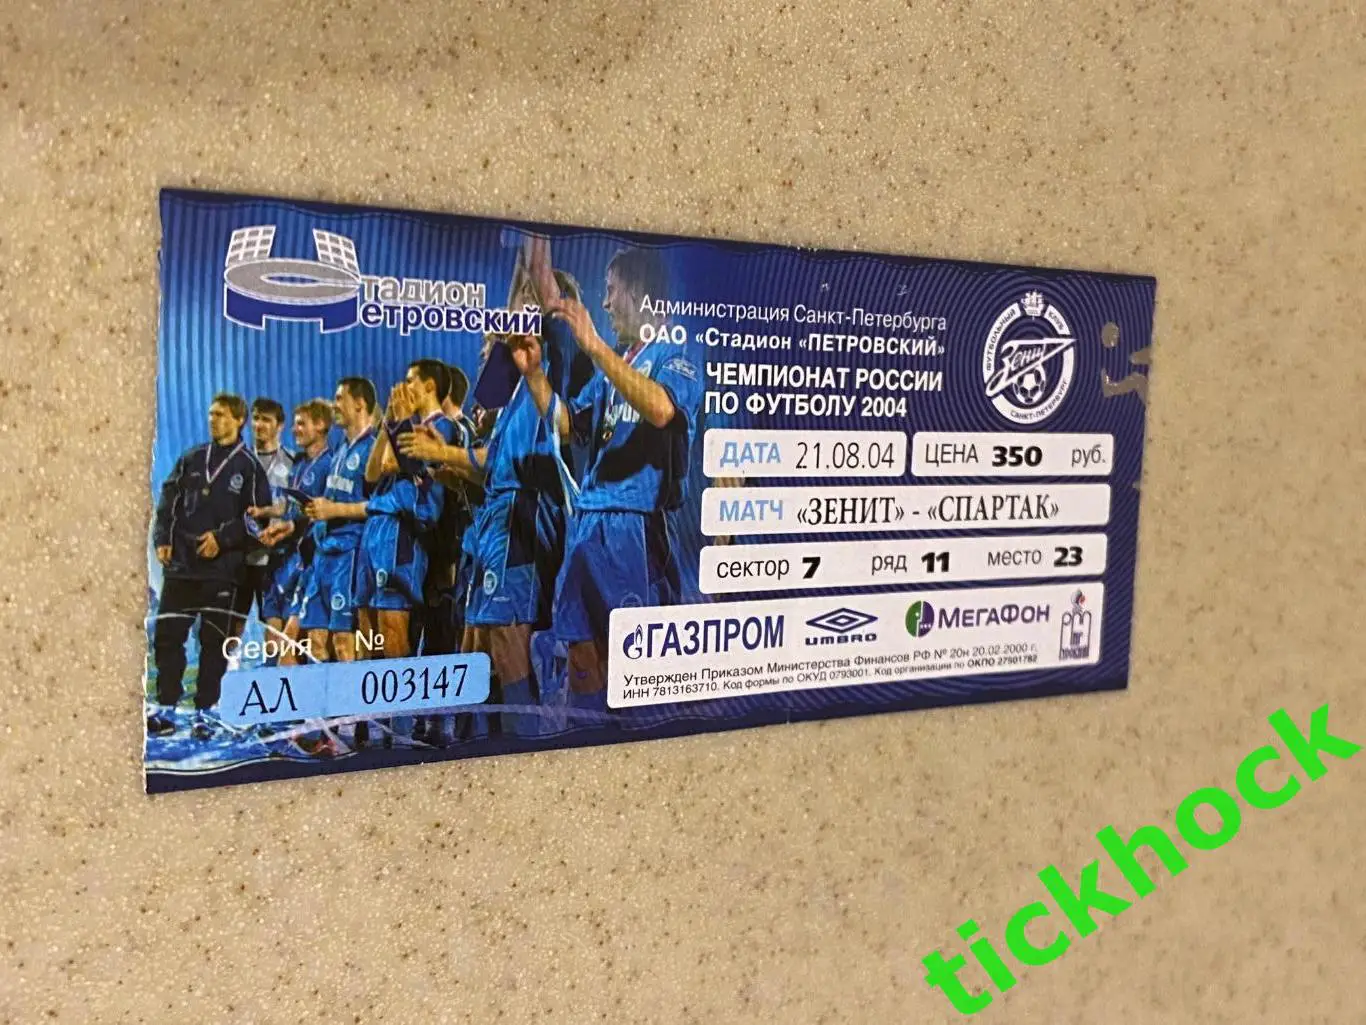 Стадион
Петровский
Администрация Санкт-Петербурга
ОАО «Стадион «ПЕТРОВСКИЙ»
ЧЕМПИОНАТ РОССИИ
ПО ФУТБОЛУ 2004
ФУТБОЛЬНЫЙ КЛУБ
Зенит
САНКТ-ПЕТЕРБУРГ
ДАТА 21.08.04 ЦЕНА 350 руб.
МАТЧ «ЗЕНИТ» - «СПАРТАК»
сектор 7 ряд 11 место 23
Серия №
АЛ 003147
ГАЗПРОМ UMBRO МЕГАФОН
Утвержден Приказом Министерства Финансов РФ № 20н 20.02.2000 г,
ИНН 7813163710. Код формы по ОКУД 0793001. Код организации по ОКПО 27501782
tickhock